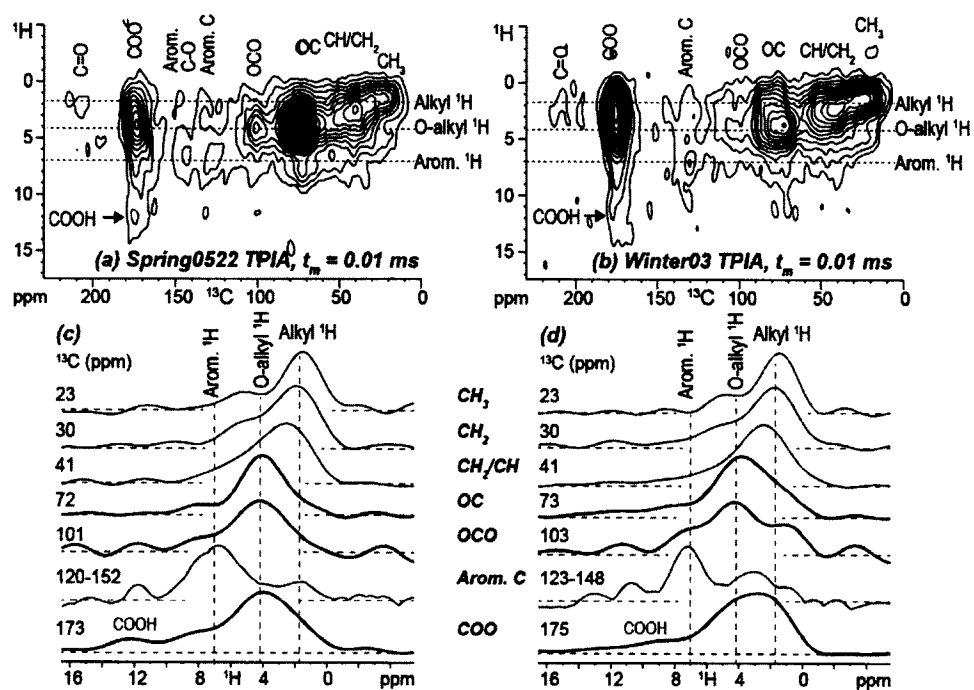 ¹H
C=O
COO
Arom. C-O
Arom. C
OCO
OC
CH/CH₂
CH₃
0
5
10
15
ppm
Alkyl ¹H
O-alkyl ¹H
Arom. ¹H
COOH
(a) Spring0522 TPIA, tₘ = 0.01 ms
200
150
¹³C
100
50
0
¹H
C=O
COO
Arom. C
OCO
OC
CH/CH₂
CH₃
0
5
10
15
ppm
Alkyl ¹H
O-alkyl ¹H
Arom. ¹H
COOH
(b) Winter03 TPIA, tₘ = 0.01 ms
200
150
¹³C
100
50
0
(c)
¹³C (ppm)
Arom. ¹H
O-alkyl ¹H
Alkyl ¹H
23
30
41
72
101
120-152
173
COOH
16
12
8
¹H
4
0
ppm
CH₃
CH₂
CH₂/CH
OC
OCO
Arom. C
COO
(d)
¹³C (ppm)
Arom. ¹H
O-alkyl ¹H
Alkyl ¹H
23
30
41
73
103
123-148
175
COOH
16
12
8
¹H
4
0
ppm